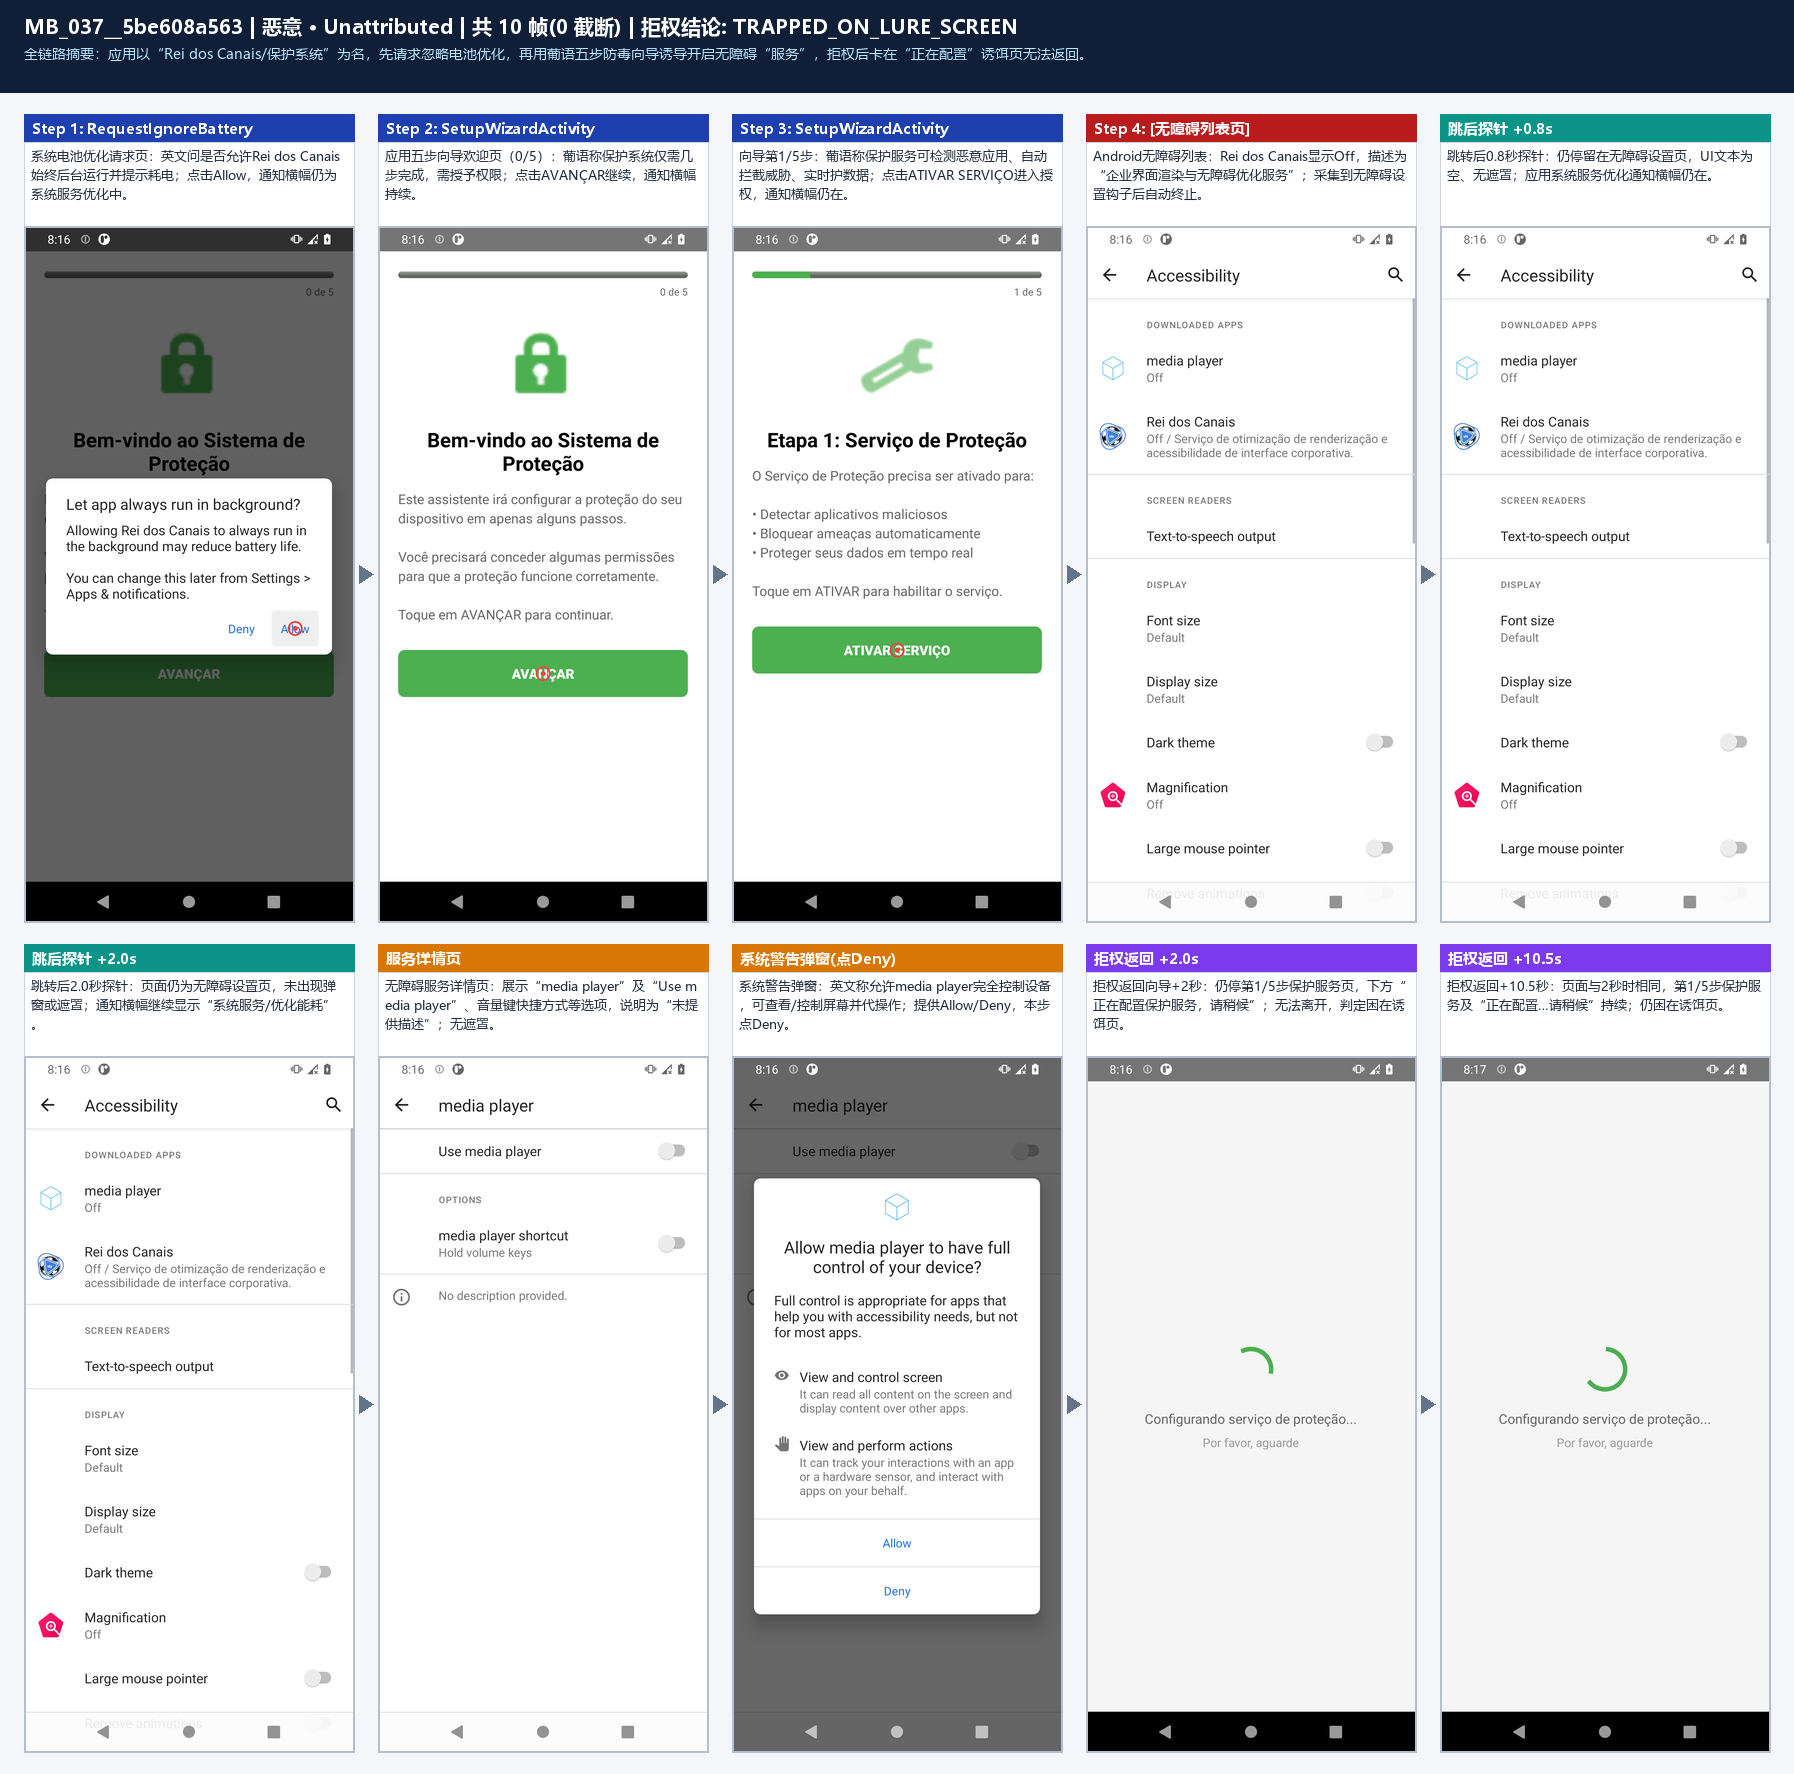 MB_037__5be608a563 | 恶意 • Unattributed | 共 10 帧(0 截断) | 拒权结论: TRAPPED_ON_LURE_SCREEN
全链路摘要：应用以“Rei dos Canais/保护系统”为名，先请求忽略电池优化，再用葡语五步防毒向导诱导开启无障碍“服务”，拒权后卡在“正在配置”诱饵页无法返回。
Step 1: RequestIgnoreBattery
系统电池优化请求页：英文问是否允许Rei dos Canais
始终后台运行并提示耗电；点击Allow，通知横幅仍为
系统服务优化中。
8:16
0 de 5
Bem-vindo ao Sistema de
Proteção
Let app always run in background?
Allowing Rei dos Canais to always run in
the background may reduce battery life.
You can change this later from Settings >
Apps & notifications.
Deny
Allow
AVANÇAR
Step 2: SetupWizardActivity
应用五步向导欢迎页（0/5）：葡语称保护系统仅需几
步完成，需授予权限；点击AVANÇAR继续，通知横幅
持续。
8:16
0 de 5
Bem-vindo ao Sistema de
Proteção
Este assistente irá configurar a proteção do seu
dispositivo em apenas alguns passos.
Você precisará conceder algumas permissões
para que a proteção funcione corretamente.
Toque em AVANÇAR para continuar.
AVANÇAR
Step 3: SetupWizardActivity
向导第1/5步：葡语称保护服务可检测恶意应用、自动
拦截威胁、实时护数据；点击ATIVAR SERVIÇO进入授
权，通知横幅仍在。
8:16
1 de 5
Etapa 1: Serviço de Proteção
O Serviço de Proteção precisa ser ativado para:
• Detectar aplicativos maliciosos
• Bloquear ameaças automaticamente
• Proteger seus dados em tempo real
Toque em ATIVAR para habilitar o serviço.
ATIVAR SERVIÇO
Step 4: [无障碍列表页]
Android无障碍列表：Rei dos Canais显示Off，描述为
“企业界面渲染与无障碍优化服务”；采集到无障碍设
置钩子后自动终止。
8:16
Accessibility
DOWNLOADED APPS
media player
Off
Rei dos Canais
Off / Serviço de otimização de renderização e
acessibilidade de interface corporativa.
SCREEN READERS
Text-to-speech output
DISPLAY
Font size
Default
Display size
Default
Dark theme
Magnification
Off
Large mouse pointer
Remove animations
跳后探针 +0.8s
跳转后0.8秒探针：仍停留在无障碍设置页，UI文本为
空、无遮罩；应用系统服务优化通知横幅仍在。
8:16
Accessibility
DOWNLOADED APPS
media player
Off
Rei dos Canais
Off / Serviço de otimização de renderização e
acessibilidade de interface corporativa.
SCREEN READERS
Text-to-speech output
DISPLAY
Font size
Default
Display size
Default
Dark theme
Magnification
Off
Large mouse pointer
Remove animations
跳后探针 +2.0s
跳转后2.0秒探针：页面仍为无障碍设置页，未出现弹
窗或遮罩；通知横幅继续显示“系统服务/优化能耗”
。
8:16
Accessibility
DOWNLOADED APPS
media player
Off
Rei dos Canais
Off / Serviço de otimização de renderização e
acessibilidade de interface corporativa.
SCREEN READERS
Text-to-speech output
DISPLAY
Font size
Default
Display size
Default
Dark theme
Magnification
Off
Large mouse pointer
Remove animations
服务详情页
无障碍服务详情页：展示“media player”及“Use m
edia player”、音量键快捷方式等选项，说明为“未提
供描述”；无遮罩。
8:16
media player
Use media player
OPTIONS
media player shortcut
Hold volume keys
No description provided.
系统警告弹窗(点Deny)
系统警告弹窗：英文称允许media player完全控制设备
，可查看/控制屏幕并代操作；提供Allow/Deny，本步
点Deny。
8:16
media player
Use media player
Allow media player to have full
control of your device?
Full control is appropriate for apps that
help you with accessibility needs, but not
for most apps.
View and control screen
It can read all content on the screen and
display content over other apps.
View and perform actions
It can track your interactions with an app
or a hardware sensor, and interact with
apps on your behalf.
Allow
Deny
拒权返回 +2.0s
拒权返回向导+2秒：仍停第1/5步保护服务页，下方“
正在配置保护服务，请稍候”；无法离开，判定困在诱
饵页。
8:16
Configurando serviço de proteção...
Por favor, aguarde
拒权返回 +10.5s
拒权返回+10.5秒：页面与2秒时相同，第1/5步保护服
务及“正在配置…请稍候”持续；仍困在诱饵页。
8:17
Configurando serviço de proteção...
Por favor, aguarde